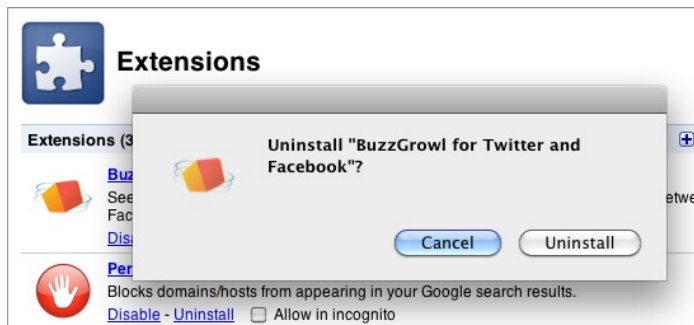 Extensions
Extensions (3
Uninstall "BuzzGrowl for Twitter and
Facebook"?
Buz
See
etwe
Fac
Disa
Cancel
Uninstall
Per
Blocks domains/hosts from appearing in your Google search results.
Disable - Uninstall Allow in incognito